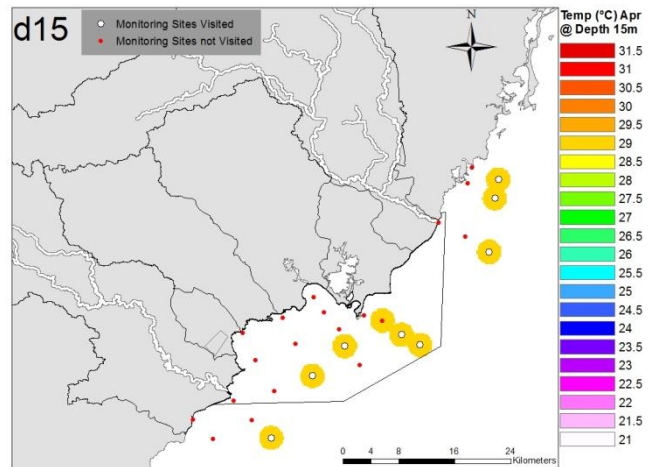 d15
Monitoring Sites Visited
Monitoring Sites not Visited
N
Temp (°C) Apr
@ Depth 15m
31.5
31
30.5
30
29.5
29
28.5
28
27.5
27
26.5
26
25.5
25
24.5
24
23.5
23
22.5
22
21.5
21
0 4 8 16 24
Kilometers